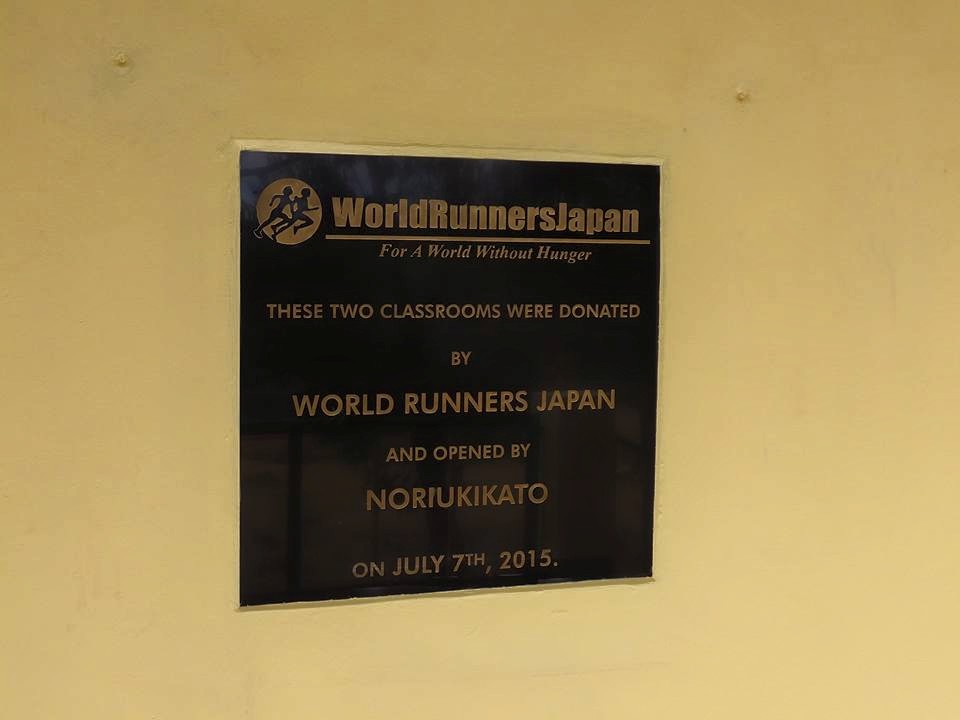 WorldRunnersJapan
For A World Without Hunger
THESE TWO CLASSROOMS WERE DONATED
BY
WORLD RUNNERS JAPAN
AND OPENED BY
NORIUKIKATO
ON JULY 7TH, 2015.